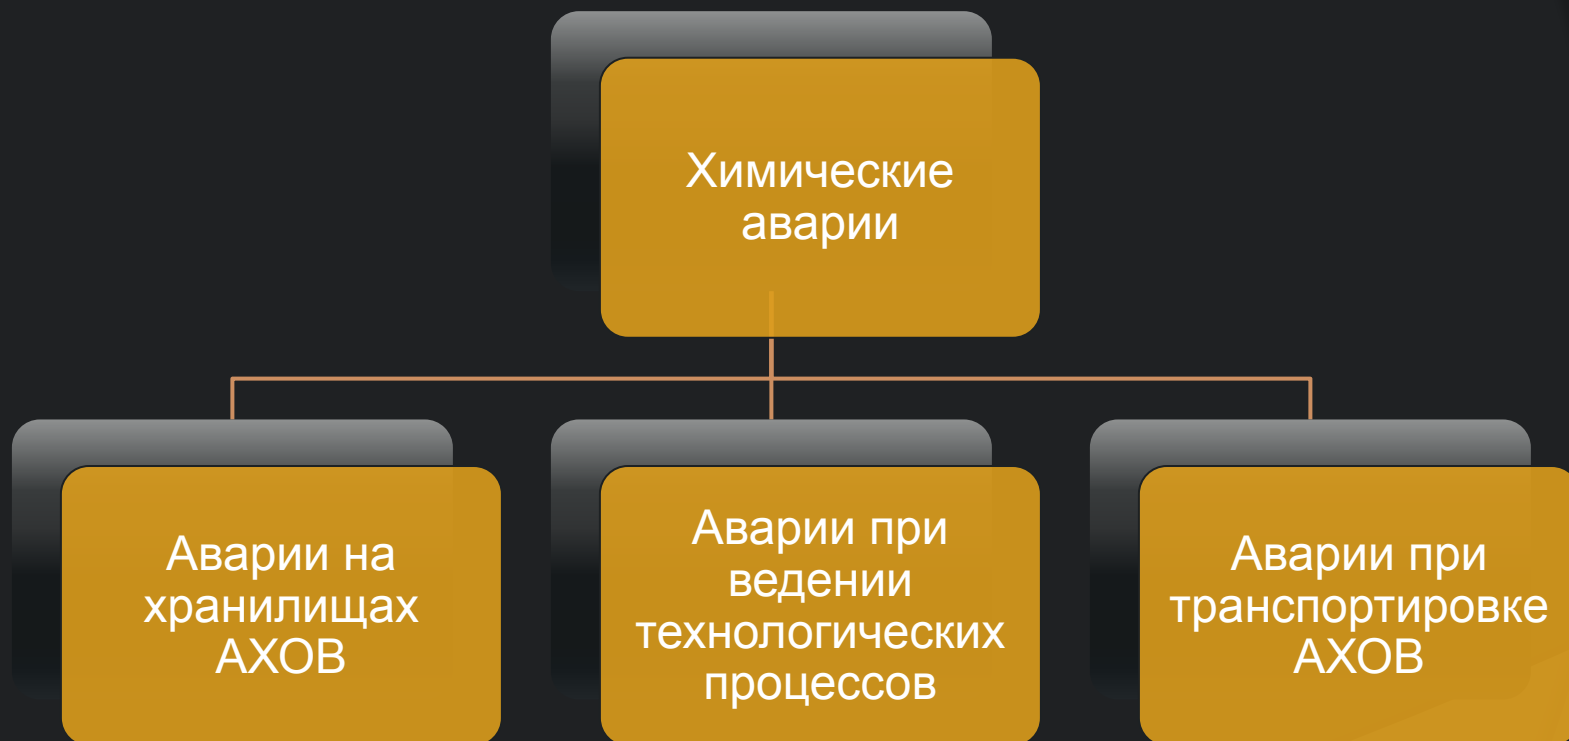 Химические
аварии
Аварии на
хранилищах
АХОВ
Аварии при
ведении
технологических
процессов
Аварии при
транспортировке
АХОВ